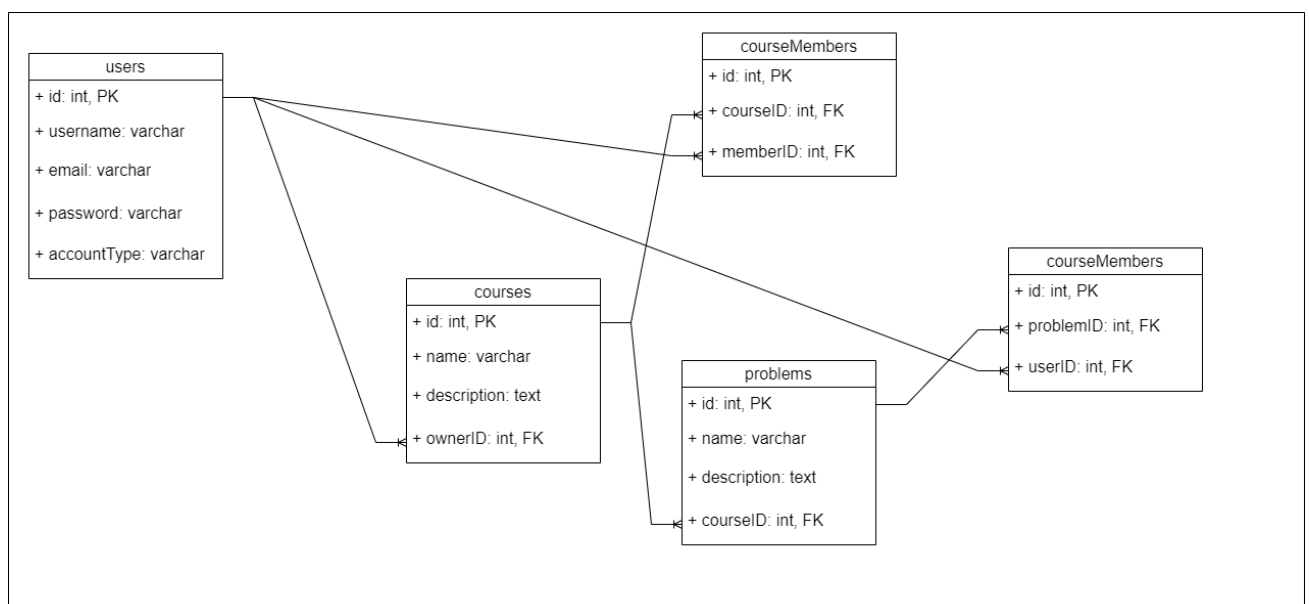 users
+ id: int, PK
+ username: varchar
+ email: varchar
+ password: varchar
+ accountType: varchar
courses
+ id: int, PK
+ name: varchar
+ description: text
+ ownerID: int, FK
courseMembers
+ id: int, PK
+ courseID: int, FK
+ memberID: int, FK
problems
+ id: int, PK
+ name: varchar
+ description: text
+ courseID: int, FK
courseMembers
+ id: int, PK
+ problemID: int, FK
+ userID: int, FK